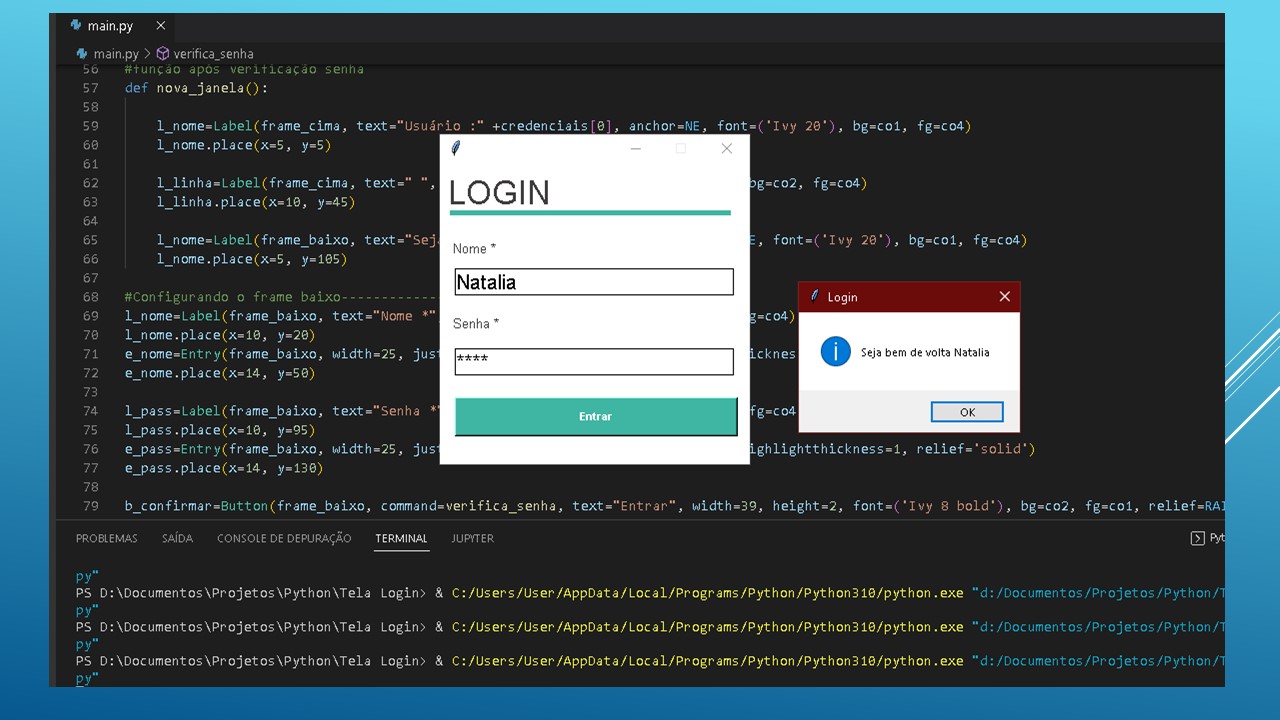 main.py
main.py > verifica_senha
56 #função após verificação senha
57 def nova_janela():
58
59 l_nome=Label(frame_cima, text="Usuário :" +credenciais[0], anchor=NE, font=('Ivy 20'), bg=co1, fg=co4)
60 l_nome.place(x=5, y=5)
61
62 l_linha=Label(frame_cima, text=" ", bg=co2, fg=co4)
63 l_linha.place(x=10, y=45)
64
65 l_nome=Label(frame_baixo, text="Sej E, font=('Ivy 20'), bg=co1, fg=co4)
66 l_nome.place(x=5, y=105)
67
68 #Configurando o frame baixo-------------
69 l_nome=Label(frame_baixo, text="Nome *" g=co4)
70 l_nome.place(x=10, y=20)
71 e_nome=Entry(frame_baixo, width=25, just ickness
72 e_nome.place(x=14, y=50)
73
74 l_pass=Label(frame_baixo, text="Senha *" fg=co4
75 l_pass.place(x=10, y=95)
76 e_pass=Entry(frame_baixo, width=25, just ighlightthickness=1, relief='solid')
77 e_pass.place(x=14, y=130)
78
79 b_confirmar=Button(frame_baixo, command=verifica_senha, text="Entrar", width=39, height=2, font=('Ivy 8 bold'), bg=co2, fg=co1, relief=RAI
LOGIN
Nome *
Natalia
Senha *
****
Entrar
Login
Seja bem de volta Natalia
OK
PROBLEMAS SAÍDA CONSOLE DE DEPURAÇÃO TERMINAL JUPYTER Pyt
py"
PS D:\Documentos\Projetos\Python\Tela Login> & C:/Users/User/AppData/Local/Programs/Python/Python310/python.exe "d:/Documentos/Projetos/Python/T
py"
PS D:\Documentos\Projetos\Python\Tela Login> & C:/Users/User/AppData/Local/Programs/Python/Python310/python.exe "d:/Documentos/Projetos/Python/T
py"
PS D:\Documentos\Projetos\Python\Tela Login> & C:/Users/User/AppData/Local/Programs/Python/Python310/python.exe "d:/Documentos/Projetos/Python/T
py"